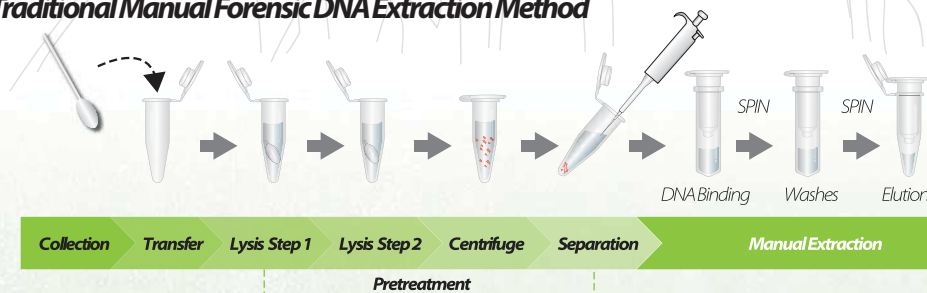 Traditional Manual Forensic DNA Extraction Method
SPIN
SPIN
DNA Binding
Washes
Elution
Collection
Transfer
Lysis Step 1
Lysis Step 2
Centrifuge
Separation
Manual Extraction
Pretreatment